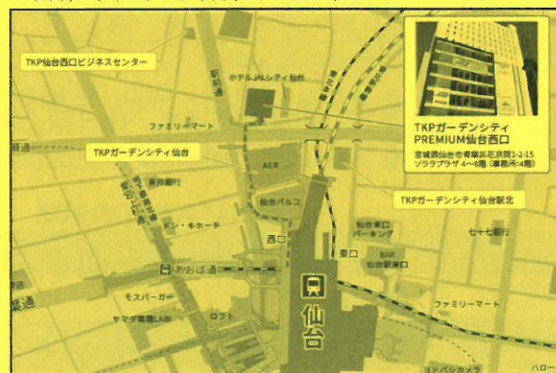 TKP仙台西口ビジネスセンター
駅前通
ホテルJALシティ仙台
TKPガーデンシティ
PREMIUM仙台西口
宮城県仙台市青葉区花京院1-2-15
ソララプラザ 4〜8階（事務所:4階）
ファミリーマート
TKPガーデンシティ仙台
AER
TKPガーデンシティ仙台駅北
仙台パルコ
ドン・キホーテ
西口
東口
仙台東口
パーキング
七十七銀行
BiVi
仙台駅東口
あおば通
モスバーガー
ヤマダ電機LABI
ロフト
仙台
ファミリーマート
ヨドバシカメラ
ハロー